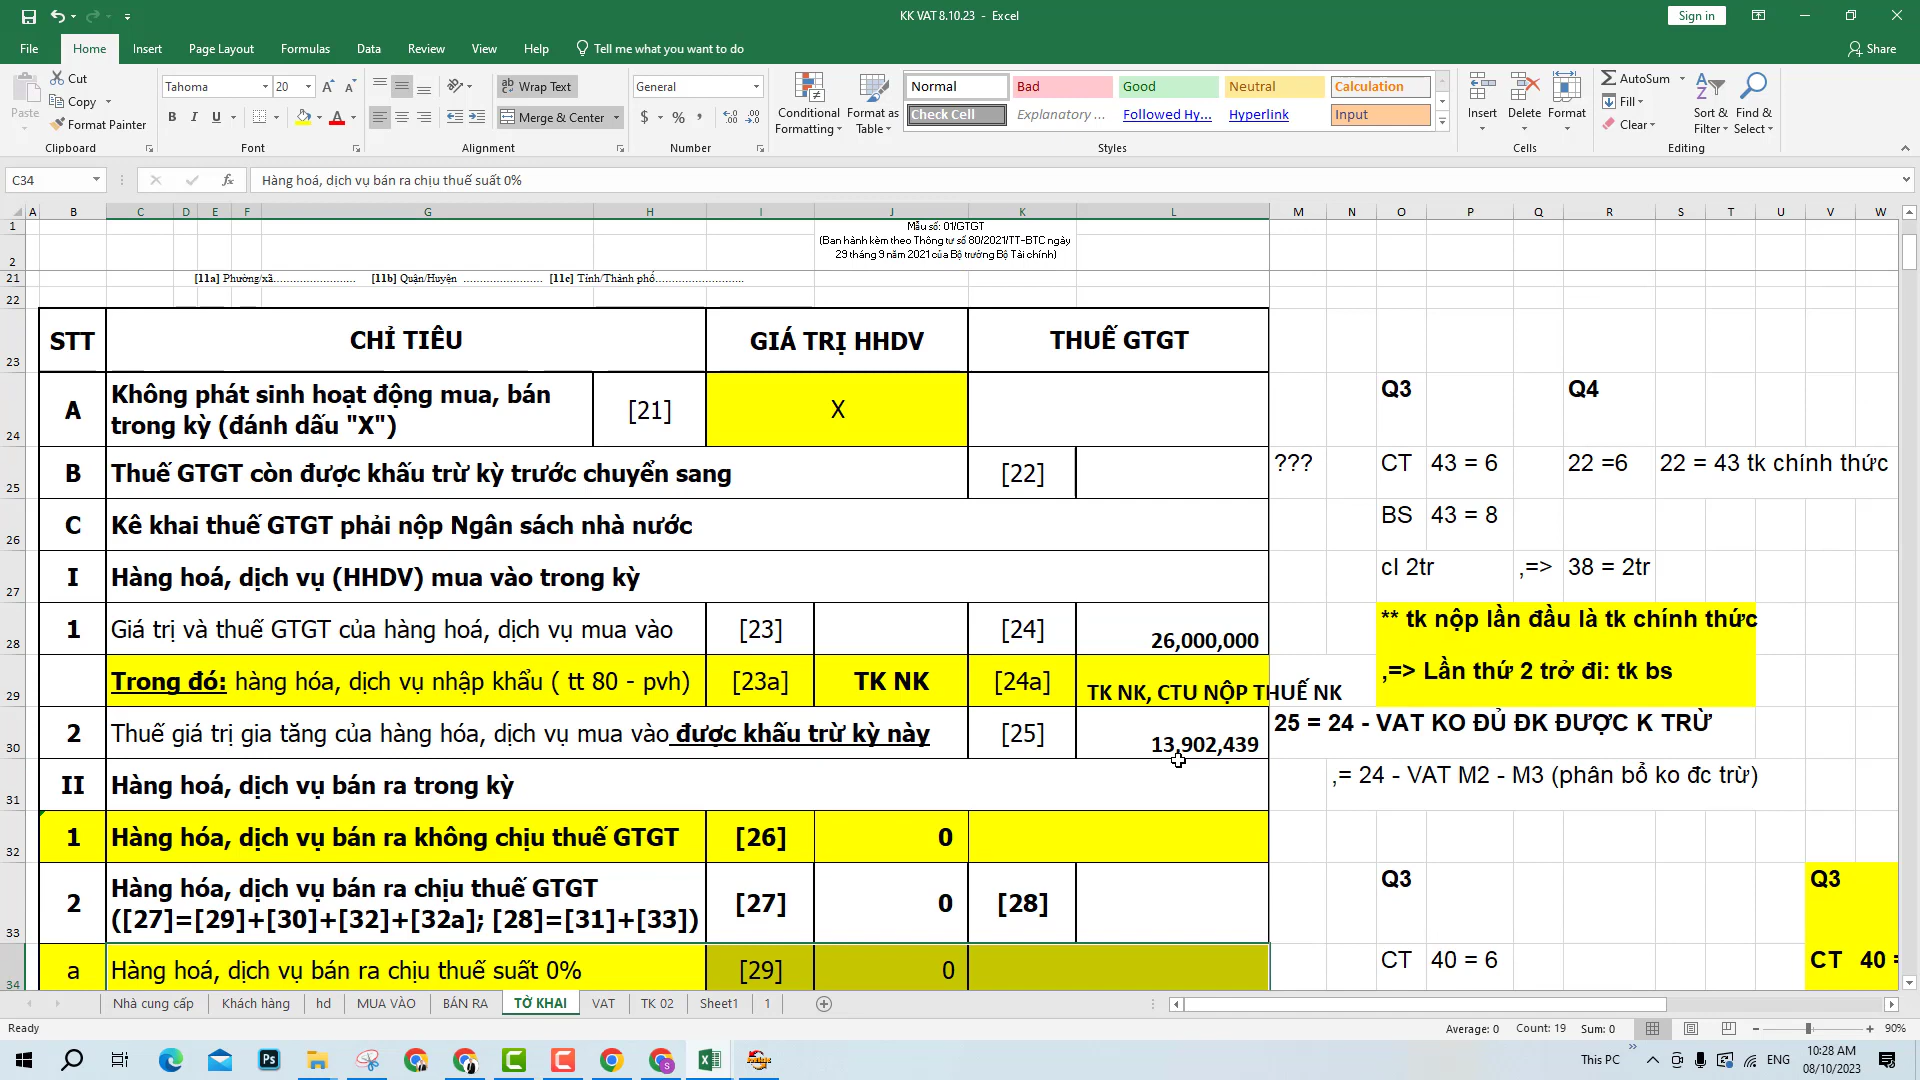 KK VAT 8.10.23 - Excel
Sign in
File Home Insert Page Layout Formulas Data Review View Help Tell me what you want to do Share
Paste Cut Copy Format Painter Clipboard
Tahoma 20 B I U Font
Wrap Text Merge & Center Alignment
General $ % , Number
Conditional Formatting Format as Table
Normal Bad Good Neutral Calculation
Check Cell Explanatory ... Followed Hy... Hyperlink Input
Styles
Insert Delete Format Cells
AutoSum Fill Clear Sort & Filter Find & Select Editing
C34 fx Hàng hoá, dịch vụ bán ra chịu thuế suất 0%
A B C D E F G H I J K L M N O P Q R S T U V W
1 Mẫu số: 01/GTGT
(Ban hành kèm theo Thông tư số 80/2021/TT-BTC ngày
2 29 tháng 9 năm 2021 của Bộ trưởng Bộ Tài chính)
21 [11a] Phường/xã.......................... [11b] Quận/Huyện ......................... [11c] Tỉnh/Thành phố............................
22
23 STT CHỈ TIÊU GIÁ TRỊ HHDV THUẾ GTGT
24 A Không phát sinh hoạt động mua, bán
trong kỳ (đánh dấu "X") [21] X Q3 Q4
25 B Thuế GTGT còn được khấu trừ kỳ trước chuyển sang [22] ??? CT 43 = 6 22 =6 22 = 43 tk chính thức
26 C Kê khai thuế GTGT phải nộp Ngân sách nhà nước BS 43 = 8
27 I Hàng hoá, dịch vụ (HHDV) mua vào trong kỳ cl 2tr ,=> 38 = 2tr
28 1 Giá trị và thuế GTGT của hàng hoá, dịch vụ mua vào [23] [24] 26,000,000 ** tk nộp lần đầu là tk chính thức
29 Trong đó: hàng hóa, dịch vụ nhập khẩu ( tt 80 - pvh) [23a] TK NK [24a] TK NK, CTU NỘP THUẾ NK ,=> Lần thứ 2 trở đi: tk bs
30 2 Thuế giá trị gia tăng của hàng hóa, dịch vụ mua vào được khấu trừ kỳ này [25] 13,902,439 25 = 24 - VAT KO ĐỦ ĐK ĐƯỢC K TRỪ
31 II Hàng hoá, dịch vụ bán ra trong kỳ ,= 24 - VAT M2 - M3 (phân bổ ko đc trừ)
32 1 Hàng hóa, dịch vụ bán ra không chịu thuế GTGT [26] 0
33 2 Hàng hóa, dịch vụ bán ra chịu thuế GTGT
([27]=[29]+[30]+[32]+[32a]; [28]=[31]+[33]) [27] 0 [28] Q3 Q3
34 a Hàng hoá, dịch vụ bán ra chịu thuế suất 0% [29] 0 CT 40 = 6 CT 40 =
Nhà cung cấp Khách hàng hd MUA VÀO BÁN RA TỜ KHAI VAT TK 02 Sheet1 1
Ready Average: 0 Count: 19 Sum: 0 90%
This PC ENG 10:28 AM
08/10/2023